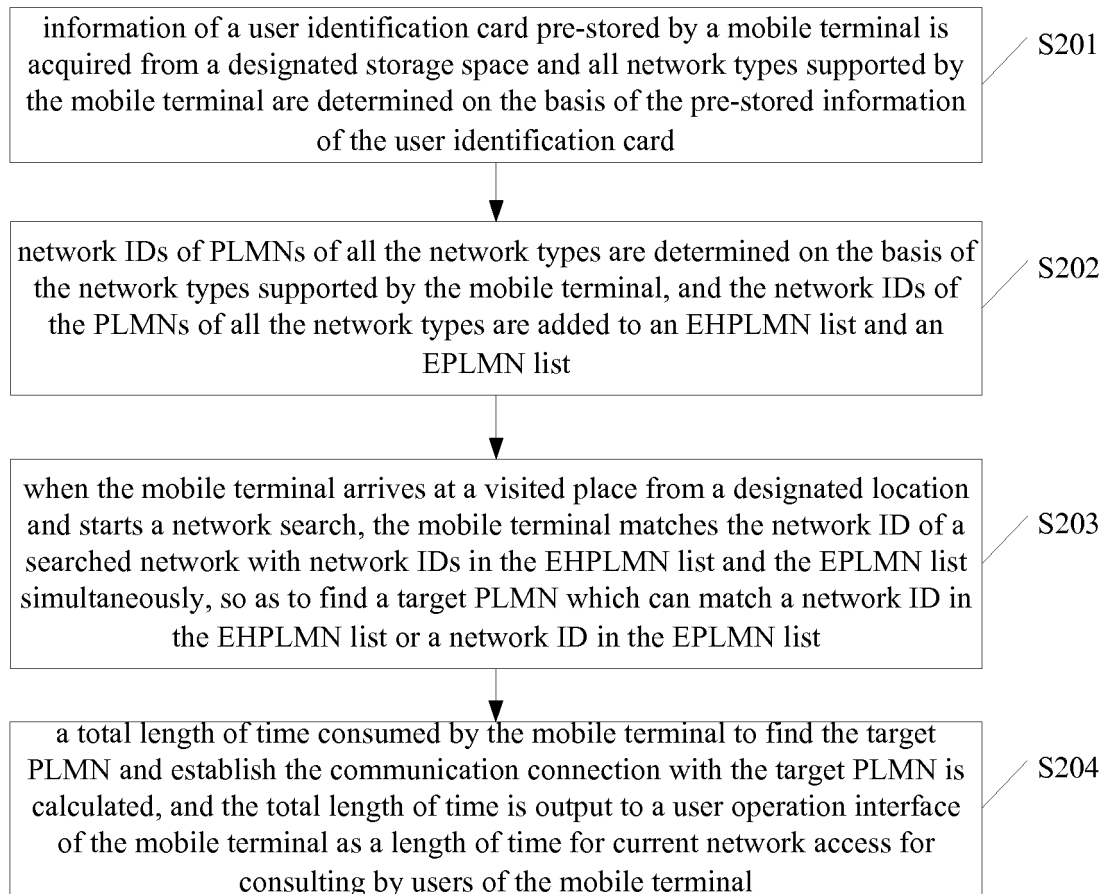 information of a user identification card pre-stored by a mobile terminal is
acquired from a designated storage space and all network types supported by
the mobile terminal are determined on the basis of the pre-stored information
of the user identification card
S201
network IDs of PLMNs of all the network types are determined on the basis of
the network types supported by the mobile terminal, and the network IDs of
the PLMNs of all the network types are added to an EHPLMN list and an
EPLMN list
S202
when the mobile terminal arrives at a visited place from a designated location
and starts a network search, the mobile terminal matches the network ID of a
searched network with network IDs in the EHPLMN list and the EPLMN list
simultaneously, so as to find a target PLMN which can match a network ID in
the EHPLMN list or a network ID in the EPLMN list
S203
a total length of time consumed by the mobile terminal to find the target
PLMN and establish the communication connection with the target PLMN is
calculated, and the total length of time is output to a user operation interface
of the mobile terminal as a length of time for current network access for
consulting by users of the mobile terminal
S204